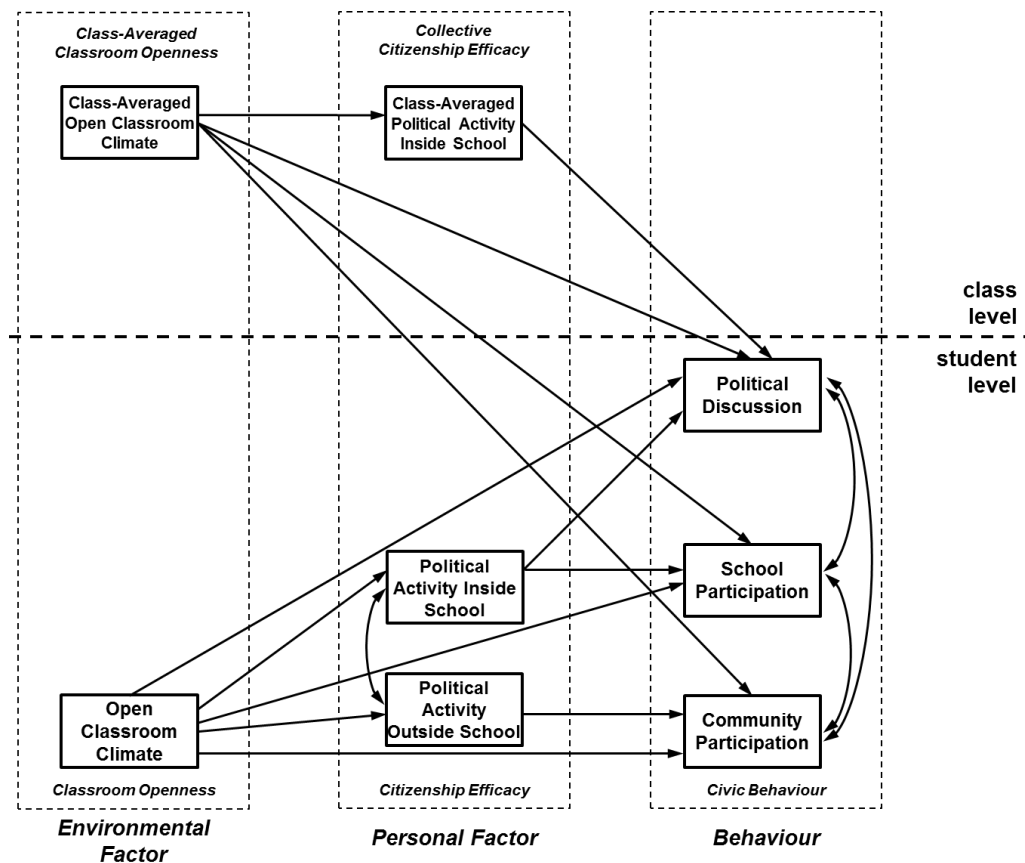 Class-Averaged
Classroom Openness
Collective
Citizenship Efficacy
Class-Averaged
Open Classroom
Climate
Class-Averaged
Political Activity
Inside School
class
level
student
level
Political
Discussion
Political
Activity Inside
School
School
Participation
Open
Classroom
Climate
Political
Activity
Outside School
Community
Participation
Classroom Openness
Citizenship Efficacy
Civic Behaviour
Environmental
Factor
Personal Factor
Behaviour